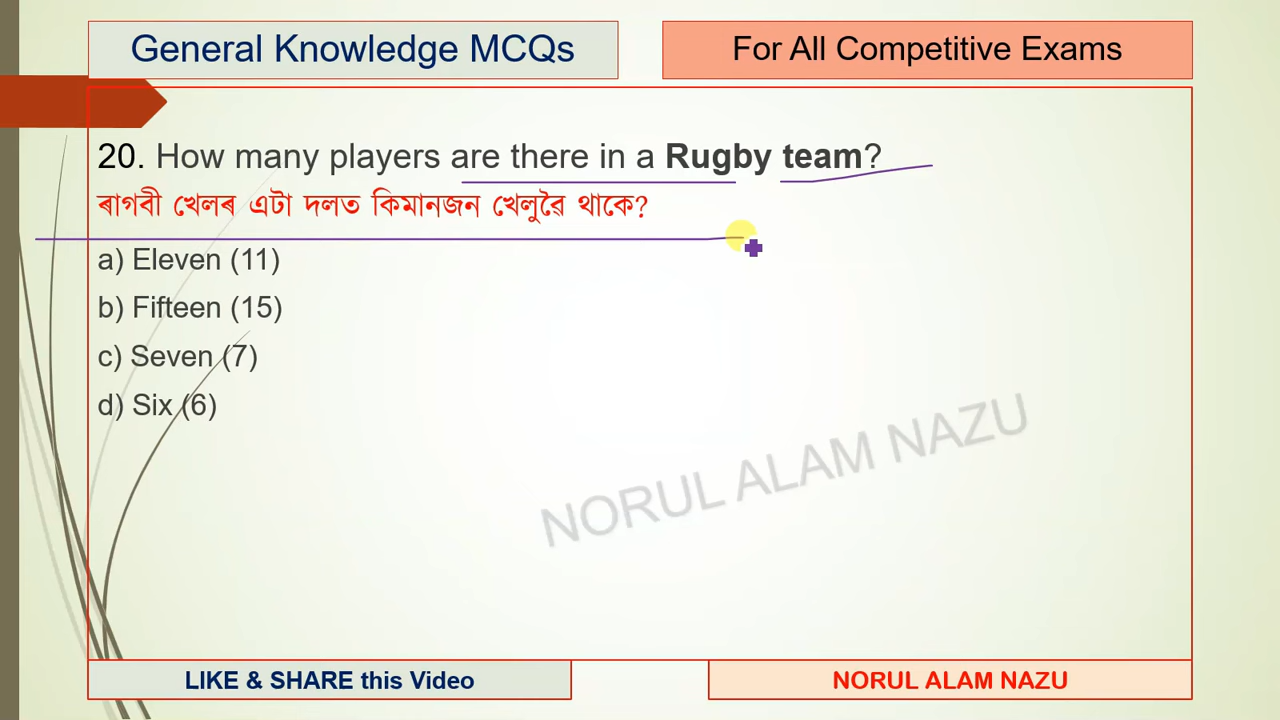 General Knowledge MCQs
For All Competitive Exams
20. How many players are there in a Rugby team?
ৰাগবী খেলৰ এটা দলত কিমানজন খেলুৱৈ থাকে?
a) Eleven (11)
b) Fifteen (15)
c) Seven (7)
d) Six (6)
NORUL ALAM NAZU
LIKE & SHARE this Video
NORUL ALAM NAZU